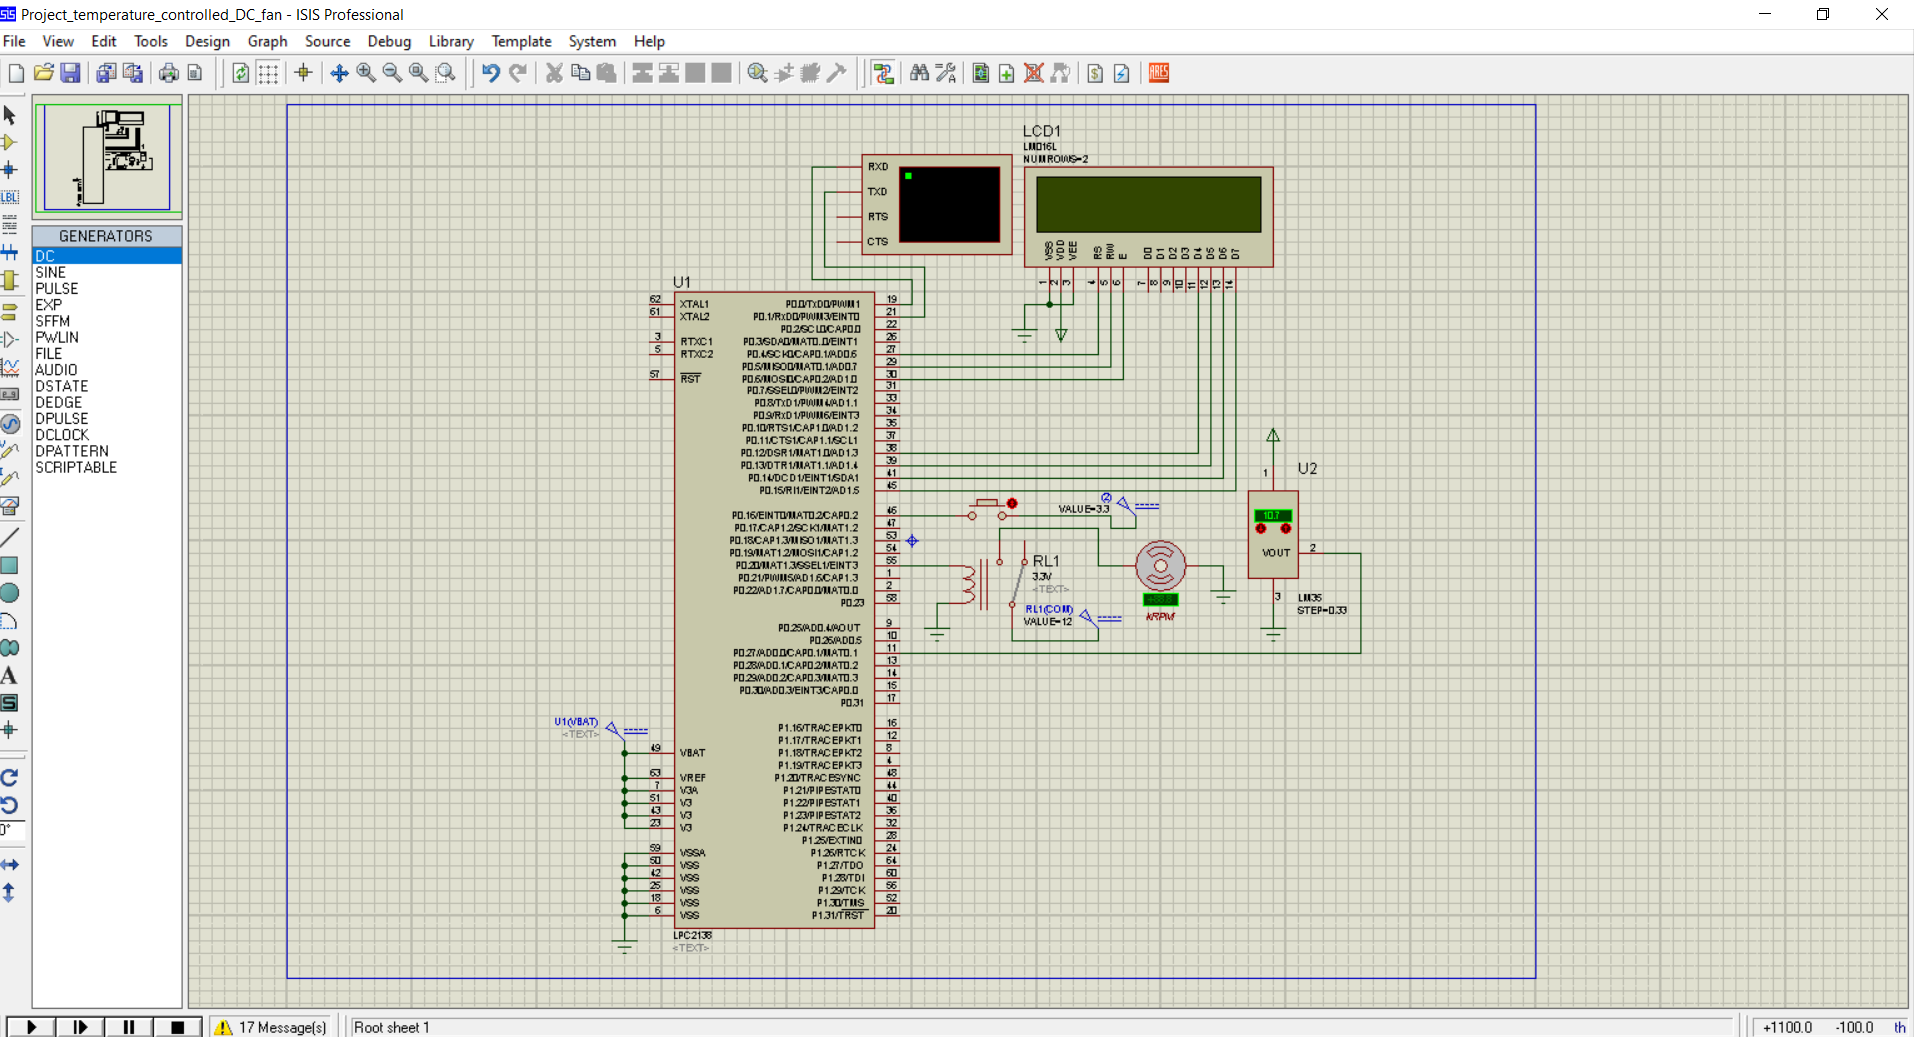 Project_temperature_controlled_DC_fan - ISIS Professional
File View Edit Tools Design Graph Source Debug Library Template System Help
GENERATORS
DC
SINE
PULSE
EXP
SFFM
PWLIN
FILE
AUDIO
DSTATE
DEDGE
DPULSE
DCLOCK
DPATTERN
SCRIPTABLE
LBL
A
S
0°
$
ARES
RXD
TXD
RTS
CTS
LCD1
LM016L
NUMROWS=2
VSS
VDD
VEE
RS
RW
E
D0
D1
D2
D3
D4
D5
D6
D7
1 2 3 4 5 6 7 8 9 10 11 12 13 14
U1
62 XTAL1
61 XTAL2
3 RTXC1
5 RTXC2
57 RST
P0.0/TxD0/PWM1 19
P0.1/RxD0/PWM3/EINT0 21
P0.2/SCL0/CAP0.0 22
P0.3/SDA0/MAT0.0/EINT1 26
P0.4/SCK0/CAP0.1/AD0.6 27
P0.5/MISO0/MAT0.1/AD0.7 29
P0.6/MOSI0/CAP0.2/AD1.0 30
P0.7/SSEL0/PWM2/EINT2 31
P0.8/TxD1/PWM4/AD1.1 33
P0.9/RxD1/PWM6/EINT3 34
P0.10/RTS1/CAP1.0/AD1.2 35
P0.11/CTS1/CAP1.1/SCL1 37
P0.12/DSR1/MAT1.0/AD1.3 38
P0.13/DTR1/MAT1.1/AD1.4 39
P0.14/DCD1/EINT1/SDA1 41
P0.15/RI1/EINT2/AD1.5 45
P0.16/EINT0/MAT0.2/CAP0.2 46
P0.17/CAP1.2/SCK1/MAT1.2 47
P0.18/CAP1.3/MISO1/MAT1.3 53
P0.19/MAT1.2/MOSI1/CAP1.2 54
P0.20/MAT1.3/SSEL1/EINT3 55
P0.21/PWM5/AD1.6/CAP1.3 1
P0.22/AD1.7/CAP0.0/MAT0.0 2
P0.23 58
P0.25/AD0.4/AOUT 9
P0.26/AD0.5 10
P0.27/AD0.0/CAP0.1/MAT0.1 11
P0.28/AD0.1/CAP0.2/MAT0.2 13
P0.29/AD0.2/CAP0.3/MAT0.3 14
P0.30/AD0.3/EINT3/CAP0.0 15
P0.31 17
P1.16/TRACEPKT0 16
P1.17/TRACEPKT1 12
P1.18/TRACEPKT2 8
P1.19/TRACEPKT3 4
P1.20/TRACESYNC 48
P1.21/PIPESTAT0 44
P1.22/PIPESTAT1 40
P1.23/PIPESTAT2 36
P1.24/TRACECLK 32
P1.25/EXTIN0 28
P1.26/RTCK 24
P1.27/TDO 64
P1.28/TDI 60
P1.29/TCK 56
P1.30/TMS 52
P1.31/TRST 20
U1(VBAT)
<TEXT>
49 VBAT
63 VREF
7 V3A
51 V3
43 V3
23 V3
59 VSSA
50 VSS
42 VSS
25 VSS
18 VSS
6 VSS
LPC2138
<TEXT>
VALUE=3.3
RL1
3.3V
<TEXT>
RL1(COM)
VALUE=12
kRPM
U2
1
10.7
VOUT
2
3
LM35
STEP=0.33
17 Message(s)
Root sheet 1
+1100.0 -100.0 th